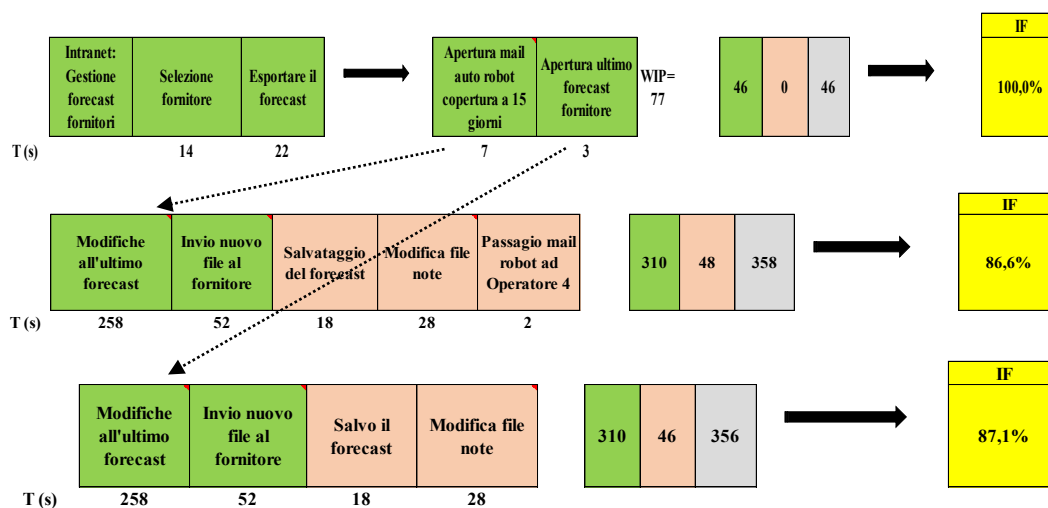 IF
Intranet:
Gestione
forecast
fornitori
Selezione
fornitore
Esportare il
forecast
Apertura mail
auto robot
copertura a 15
giorni
Apertura ultimo
forecast
fornitore
WIP=
77
46 0 46
100,0%
T (s) 14 22 7 3
Modifiche
all'ultimo
forecast
Invio nuovo
file al
fornitore
Salvataggio
del forecast
Modifica file
note
Passagio mail
robot ad
Operatore 4
310 48 358
IF
86,6%
T (s) 258 52 18 28 2
Modifiche
all'ultimo
forecast
Invio nuovo
file al
fornitore
Salvo il
forecast
Modifica file
note
310 46 356
IF
87,1%
T (s) 258 52 18 28